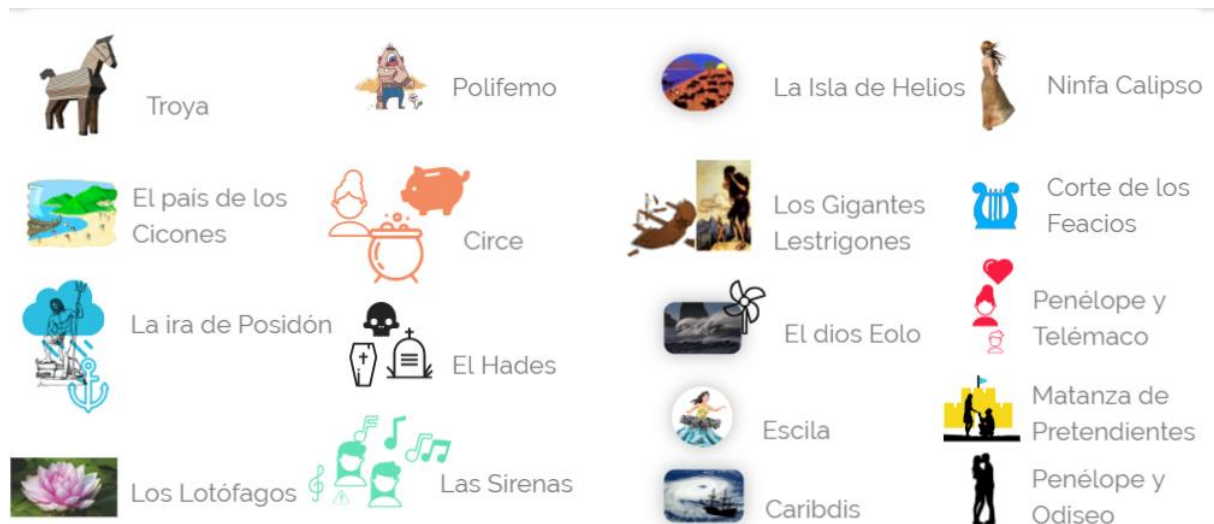 Troya
El país de los
Cicones
La ira de Posidón
Los Lotófagos
Polifemo
Circe
El Hades
Las Sirenas
La Isla de Helios
Los Gigantes
Lestrigones
El dios Eolo
Escila
Caribdis
Ninfa Calipso
Corte de los
Feacios
Penélope y
Telémaco
Matanza de
Pretendientes
Penélope y
Odiseo